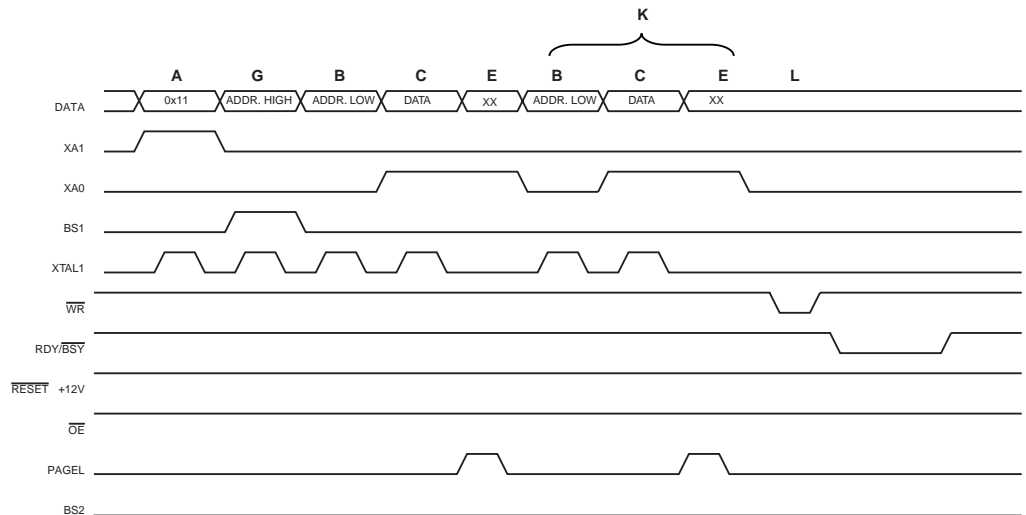 K
A G B C E B C E L
DATA 0x11 ADDR. HIGH ADDR. LOW DATA XX ADDR. LOW DATA XX
XA1
XA0
BS1
XTAL1
WR
RDY/BSY
RESET +12V
OE
PAGEL
BS2